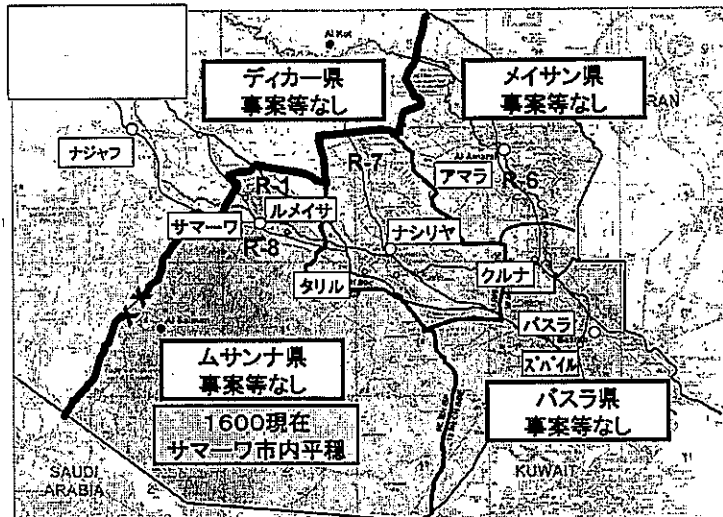 Al Kut
ディカー県
事案等なし
メイサン県
事案等なし
RAN
ナジャフ
R-7
Al Amara
アマラ
R-6
R-1
ルメイサ
サマーワ
R-8
ナシリヤ
タリル
クルナ
バスラ
ズバイル
ムサンナ県
事案等なし
バスラ県
事案等なし
1600現在
サマーワ市内平穏
SAUDI
ARABIA
KUWAIT